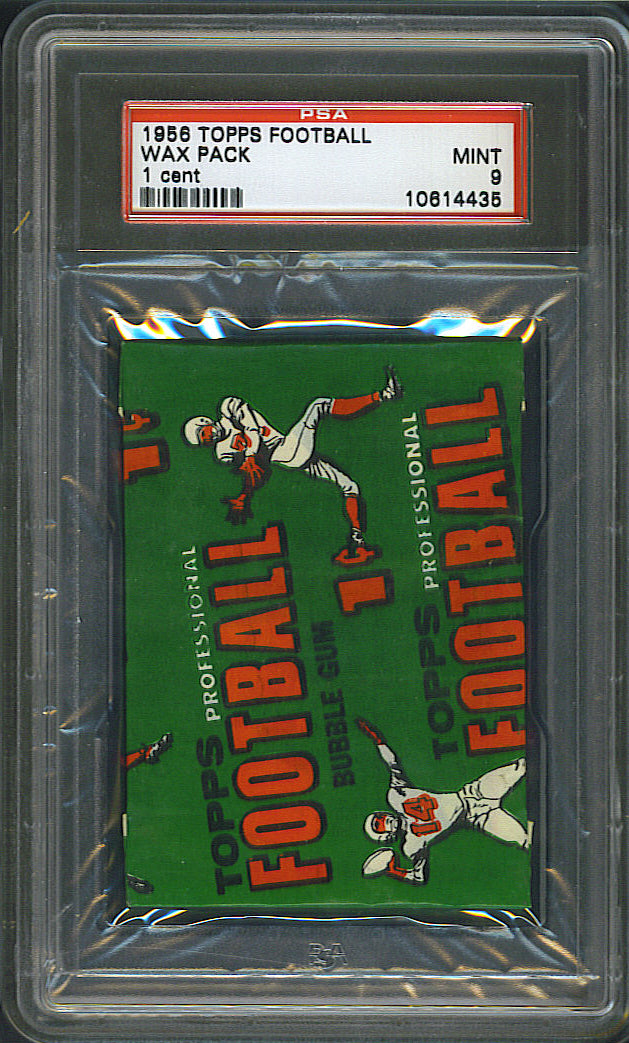 PSA
1956 TOPPS FOOTBALL
WAX PACK MINT
1 cent 9
10614435
1¢
TOPPS PROFESSIONAL
FOOTBALL
BUBBLE GUM 1¢
TOPPS PROFESSIONAL
FOOTBALL
14
PSA